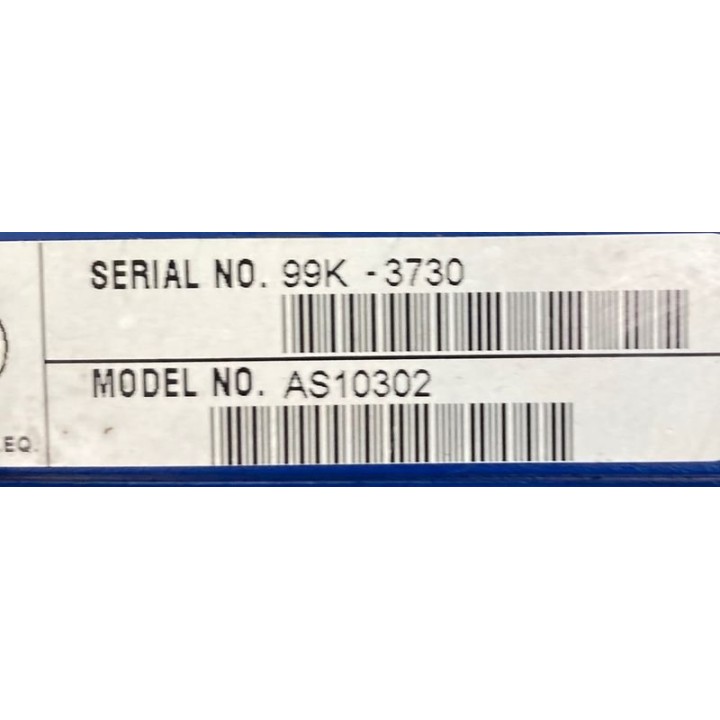 SERIAL NO. 99K -3730
MODEL NO. AS10302
EQ.